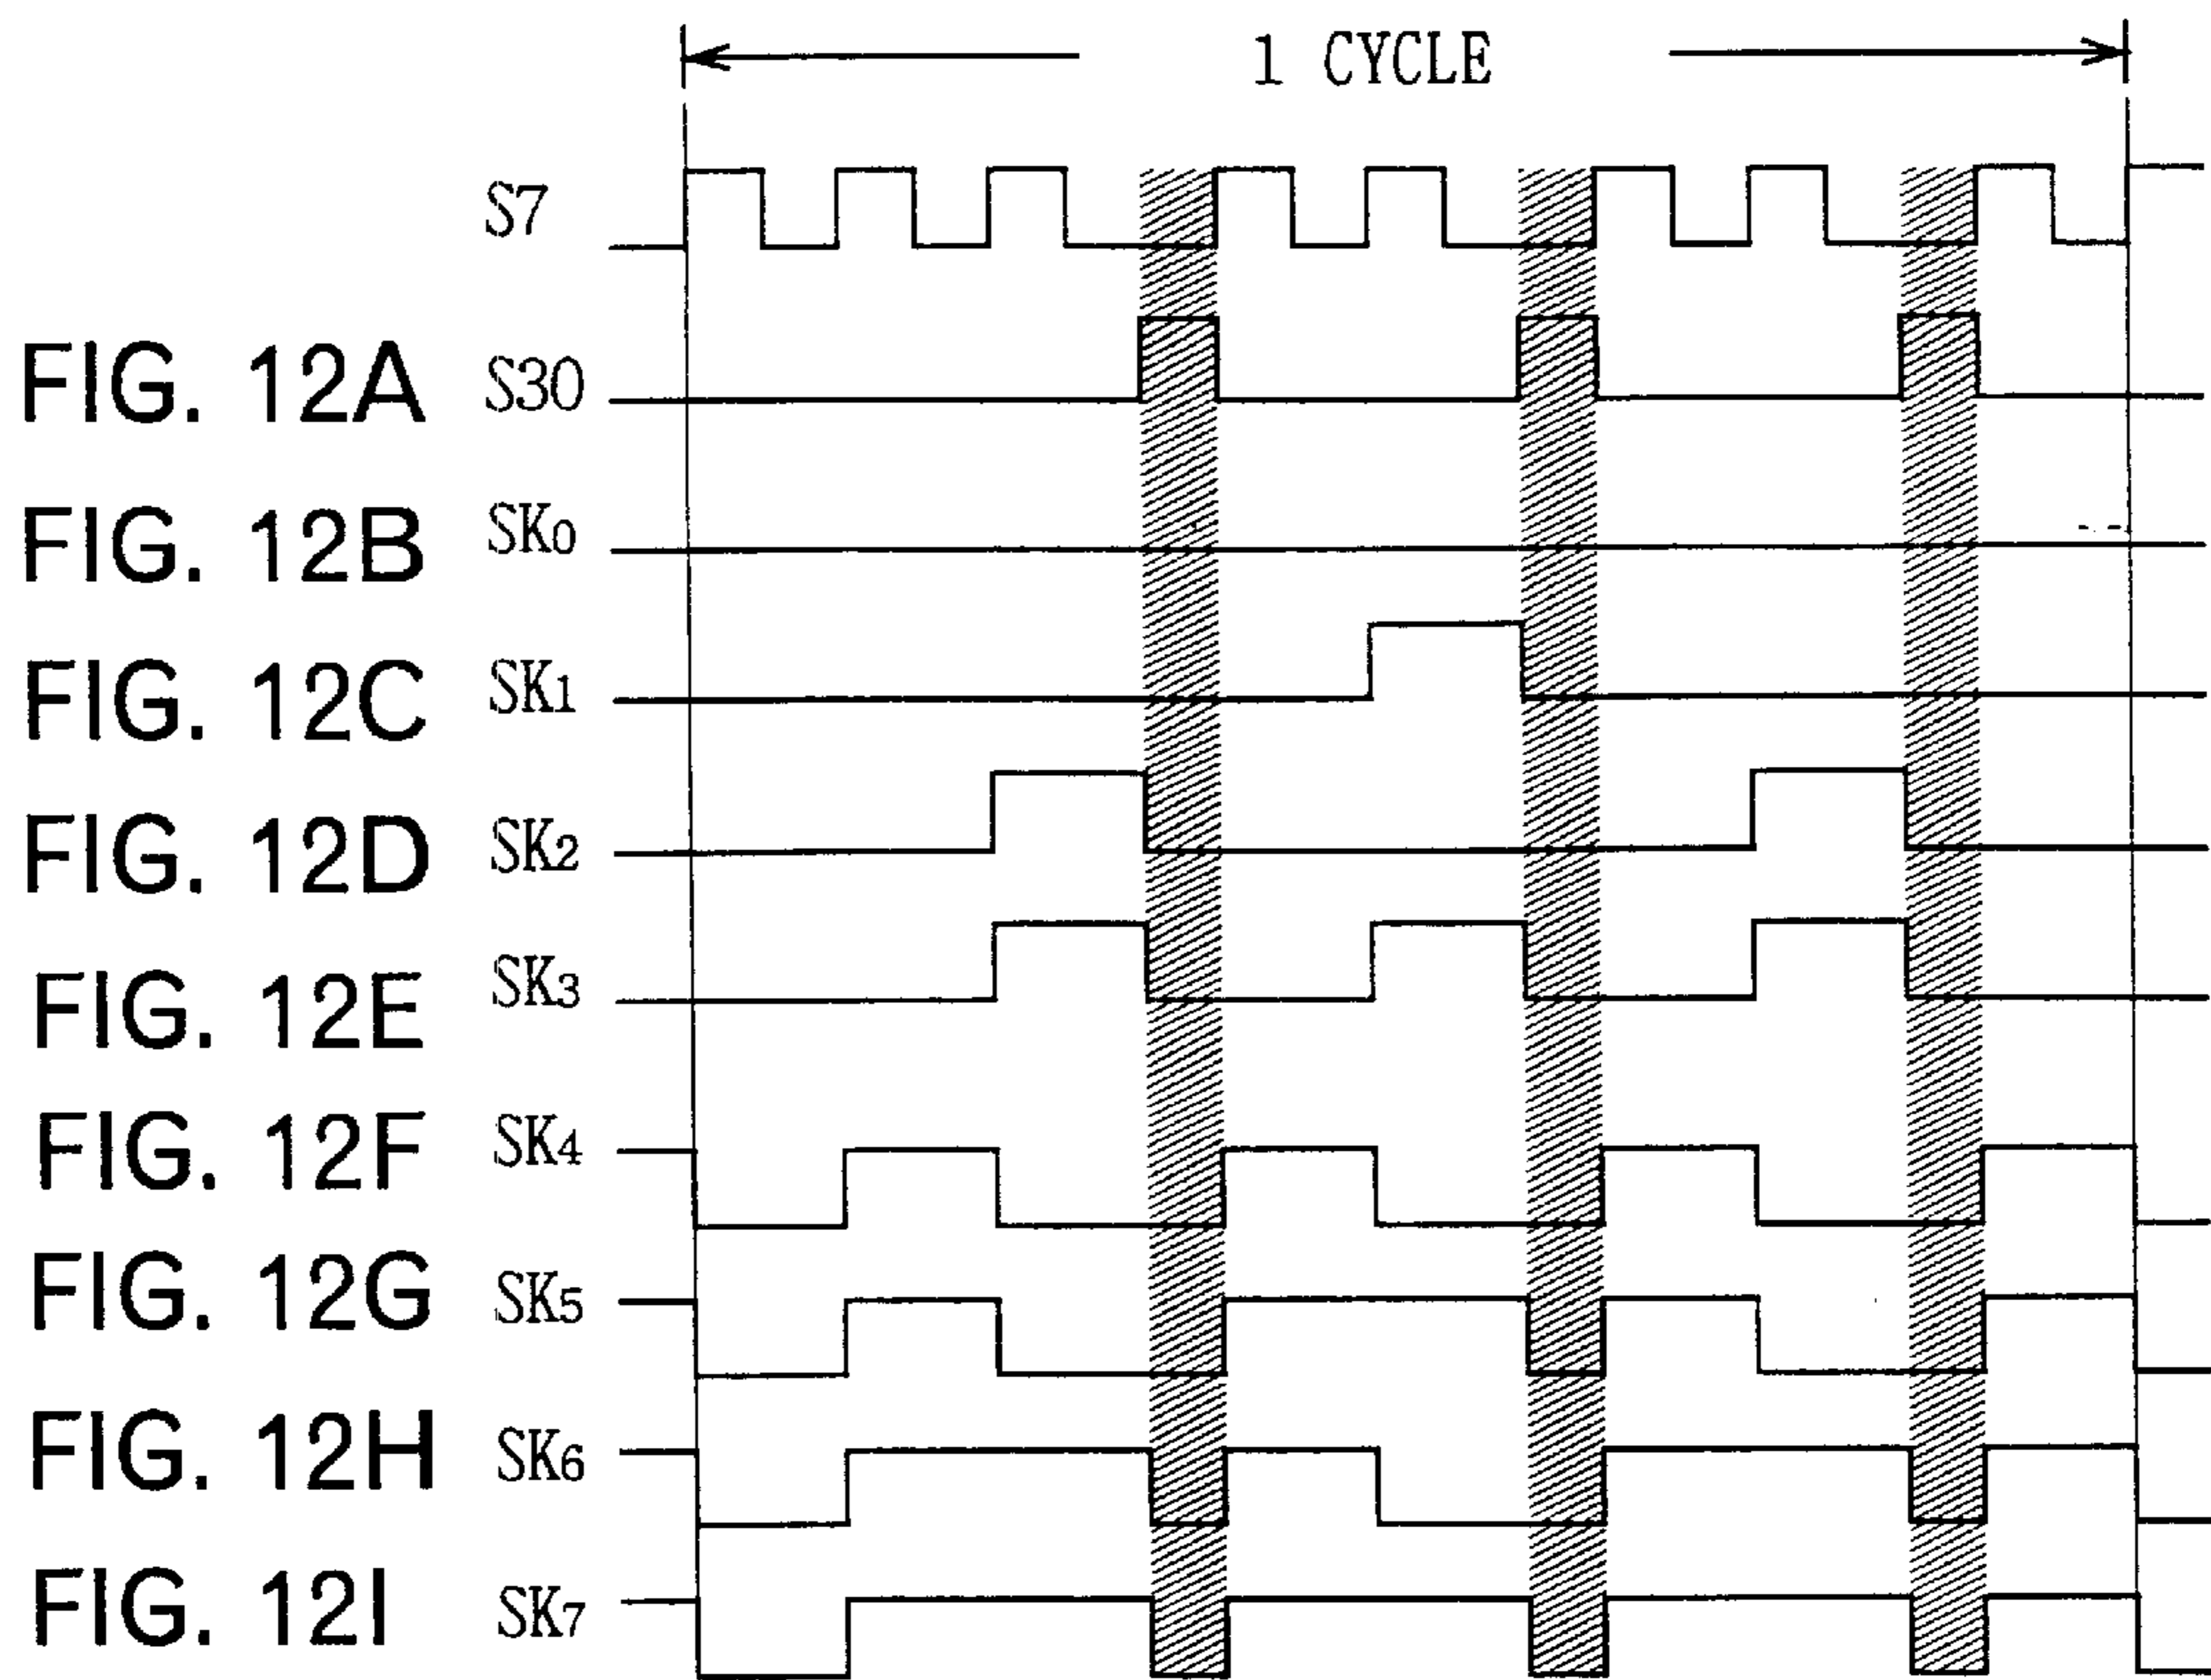 1 CYCLE
S7
FIG. 12A S30
FIG. 12B SK0
FIG. 12C SK1
FIG. 12D SK2
FIG. 12E SK3
FIG. 12F SK4
FIG. 12G SK5
FIG. 12H SK6
FIG. 12I SK7